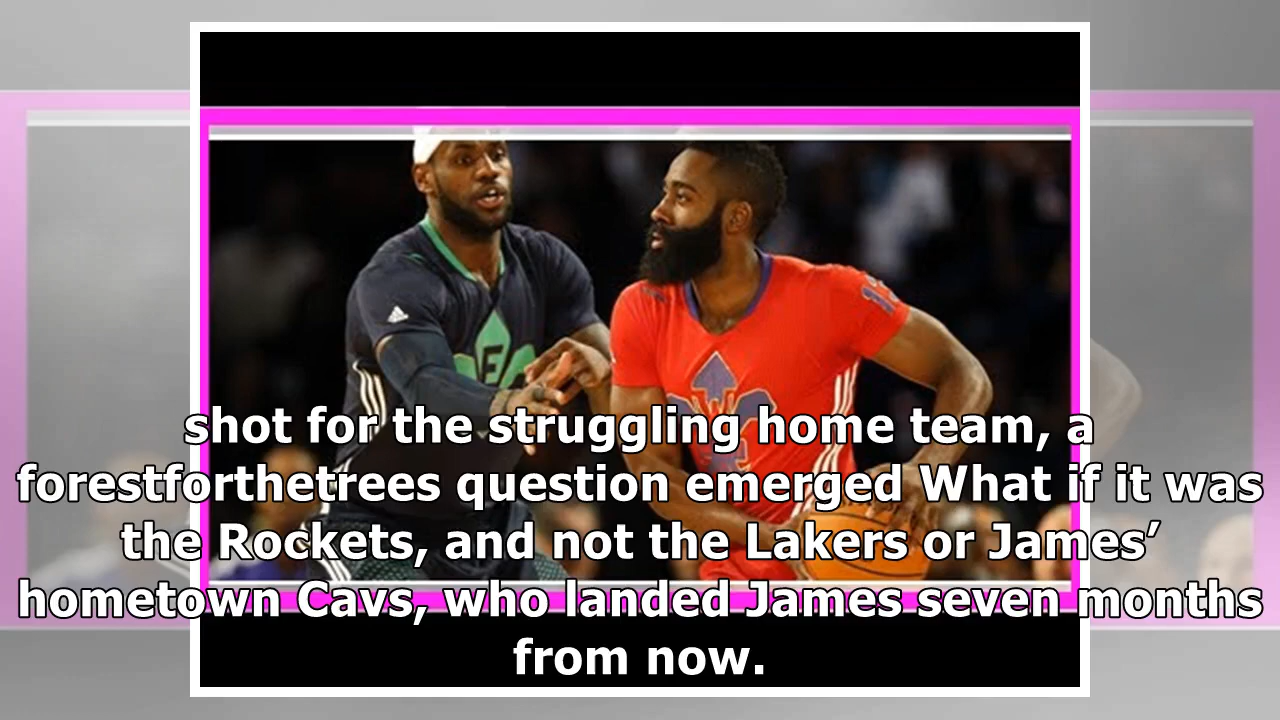 shot for the struggling home team, a
forestforthetrees question emerged What if it was
the Rockets, and not the Lakers or James’
hometown Cavs, who landed James seven months
from now.